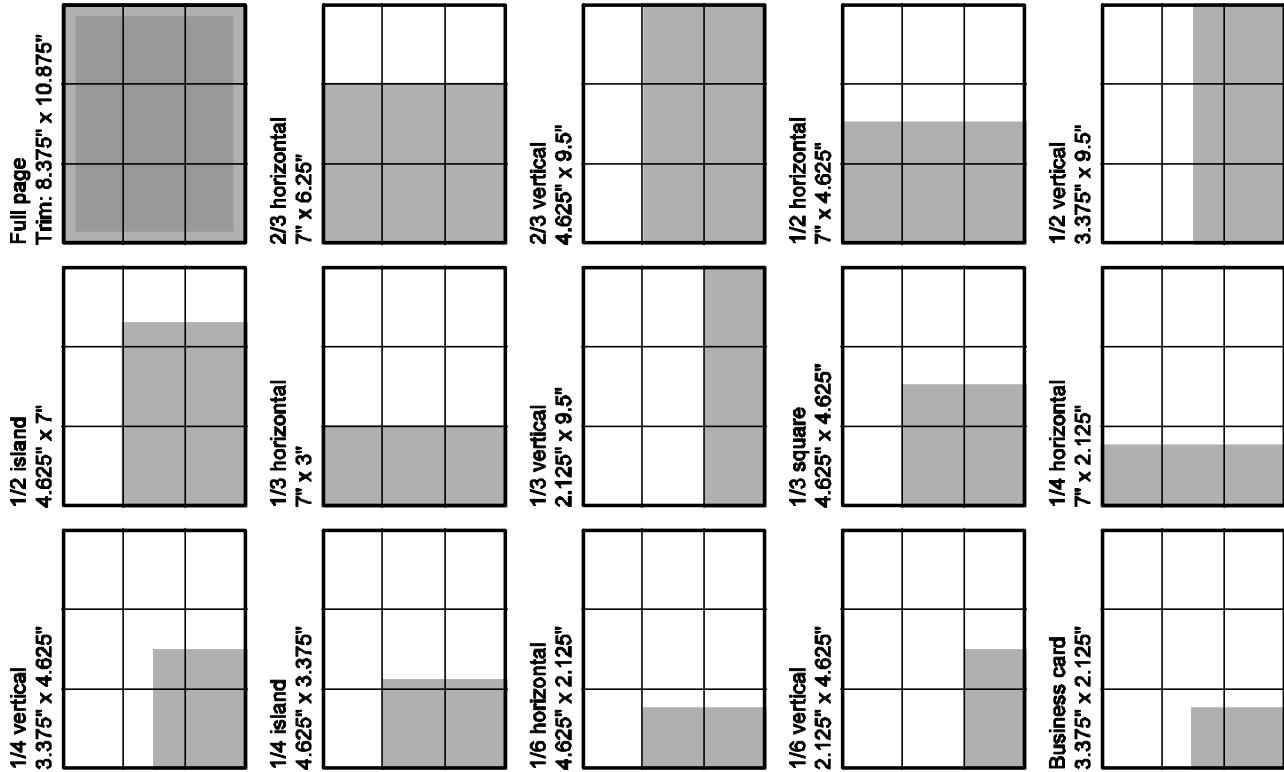 1/4 vertical
3.375" x 4.625"
1/2 island
4.625" x 7"
Full page
Trim: 8.375" x 10.875"
1/4 island
4.625" x 3.375"
1/3 horizontal
7" x 3"
2/3 horizontal
7" x 6.25"
1/6 horizontal
4.625" x 2.125"
1/3 vertical
2.125" x 9.5"
2/3 vertical
4.625" x 9.5"
1/6 vertical
2.125" x 4.625"
1/3 square
4.625" x 4.625"
1/2 horizontal
7" x 4.625"
Business card
3.375" x 2.125"
1/4 horizontal
7" x 2.125"
1/2 vertical
3.375" x 9.5"